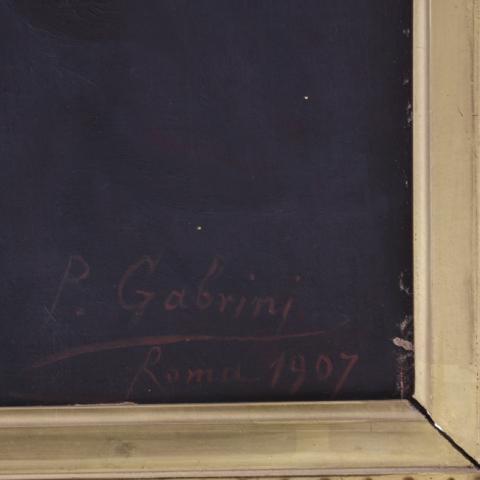 P. Gabrini.
Roma 1907